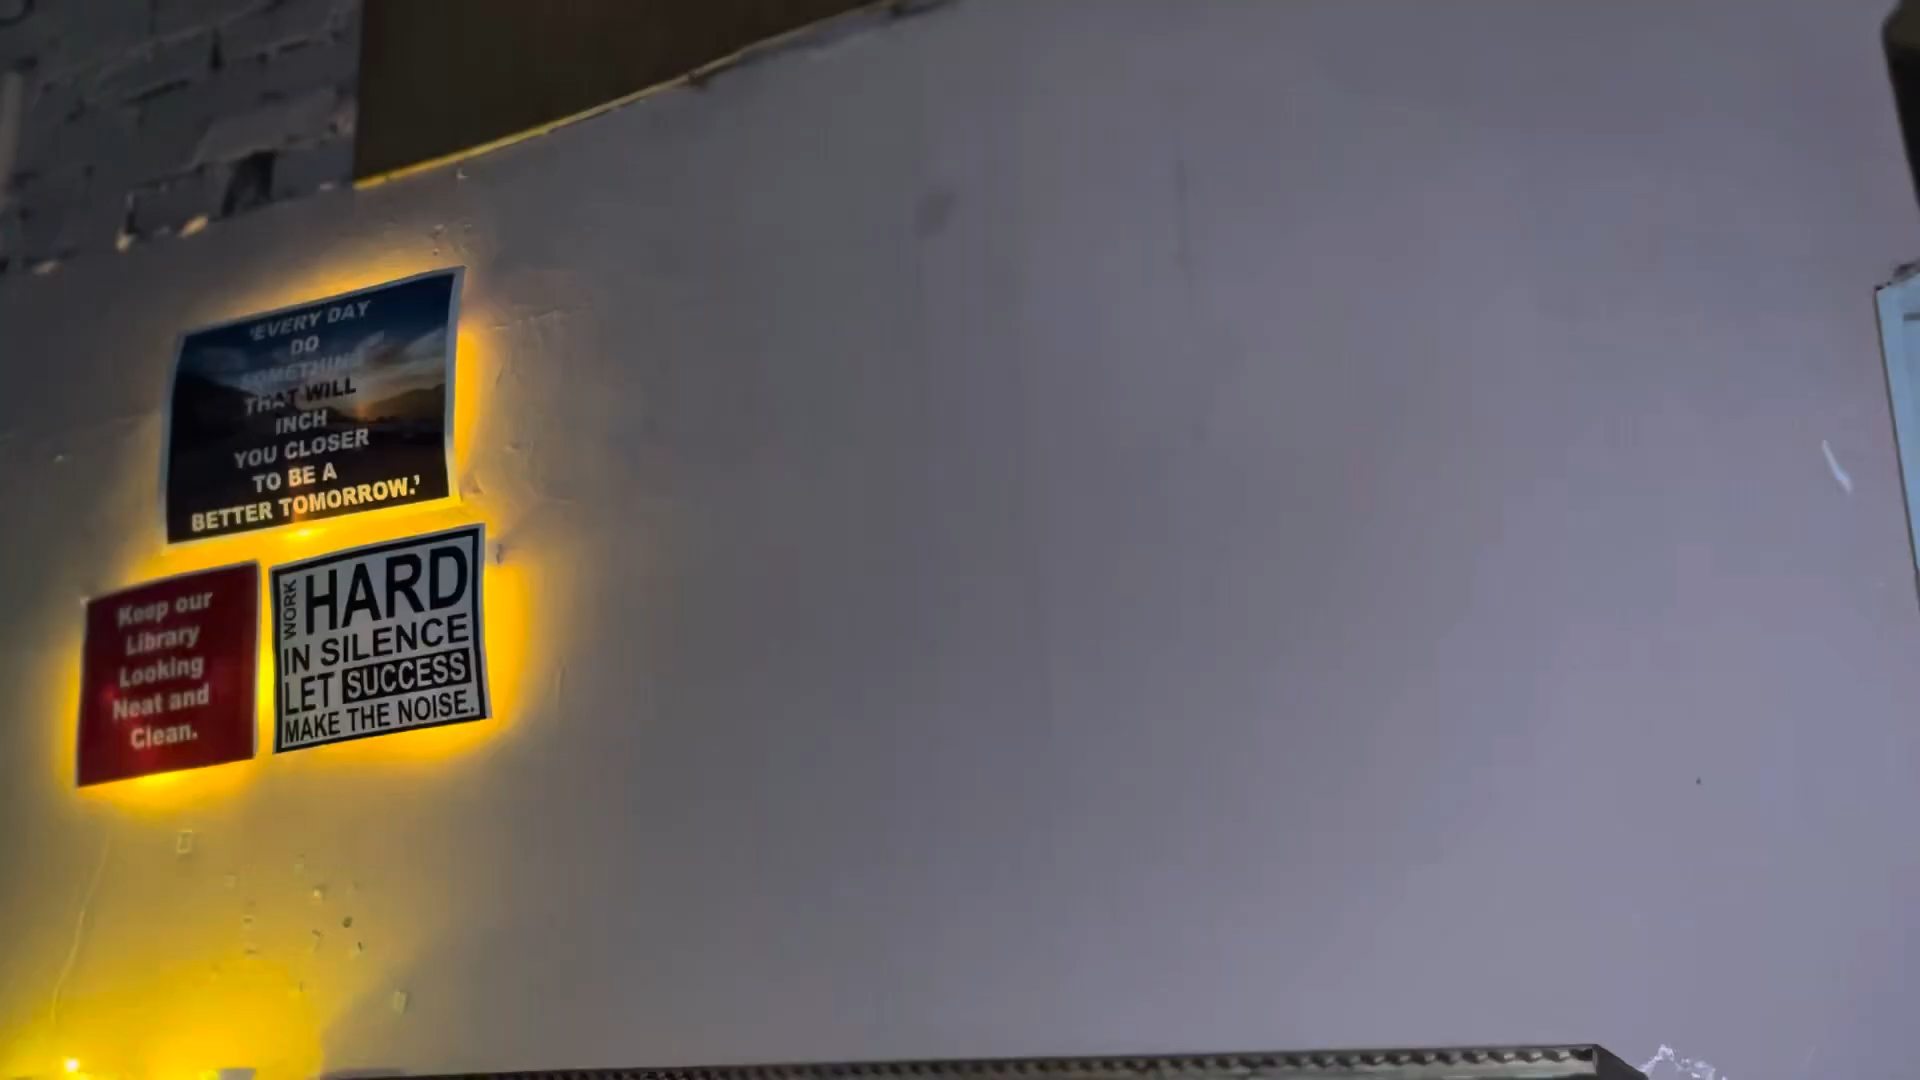 'EVERY DAY
DO
SOMETHING
THAT WILL
INCH
YOU CLOSER
TO BE A
BETTER TOMORROW.'
Keep our
Library
Looking
Neat and
Clean.
WORK HARD
IN SILENCE
LET SUCCESS
MAKE THE NOISE.